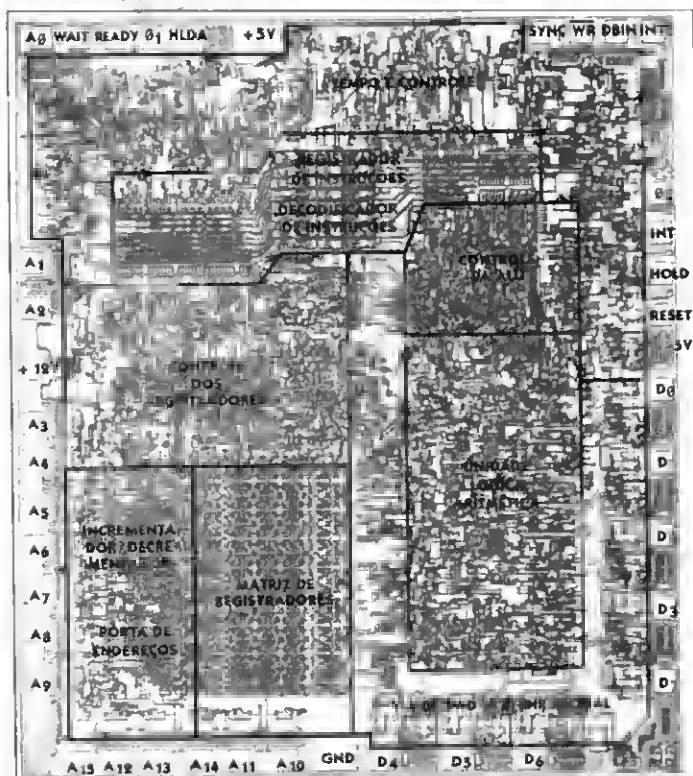 A0 WAIT READY Ø1 HLDA +5V
SYNC WR DBIN INT
TEMPO E CONTROLE
REGISTRADOR
DE INSTRUÇÕES
DECODIFICADOR
DE INSTRUÇÕES
INT
A1
CONTROLE
DA ALU
HOLD
A2
RESET
5V
DOS
REGISTRADORES
D0
A3
A4
UNIDADE
LÓGICA
ARITMÉTICA
A5
INCREMENTA
DOR/DECRE
A6
A7
MATRIZ DE
REGISTRADORES
D3
A8
PORTA DE
ENDEREÇOS
A9
A15 A12 A13 A14 A11 A10 GND D4 D5 D6